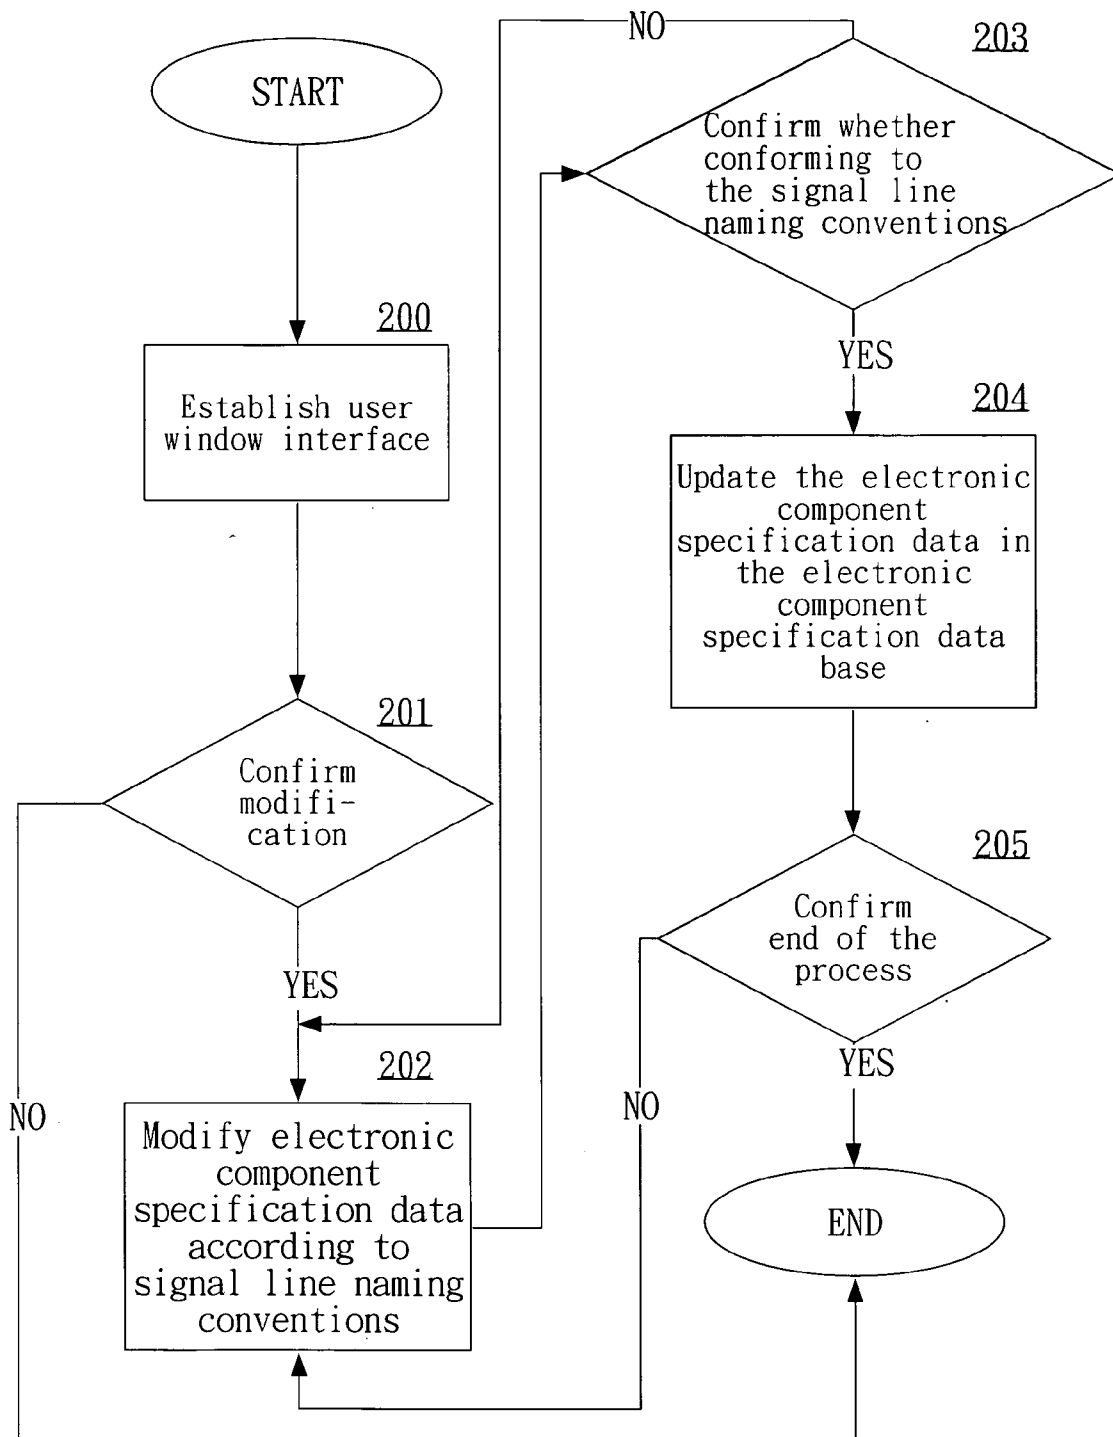 START
200
Establish user
window interface
201
Confirm
modifi-
cation
YES
NO
202
Modify electronic
component
specification data
according to
signal line naming
conventions
NO
203
Confirm whether
conforming to
the signal line
naming conventions
YES
204
Update the electronic
component
specification data in
the electronic
component
specification data
base
205
Confirm
end of the
process
YES
NO
END